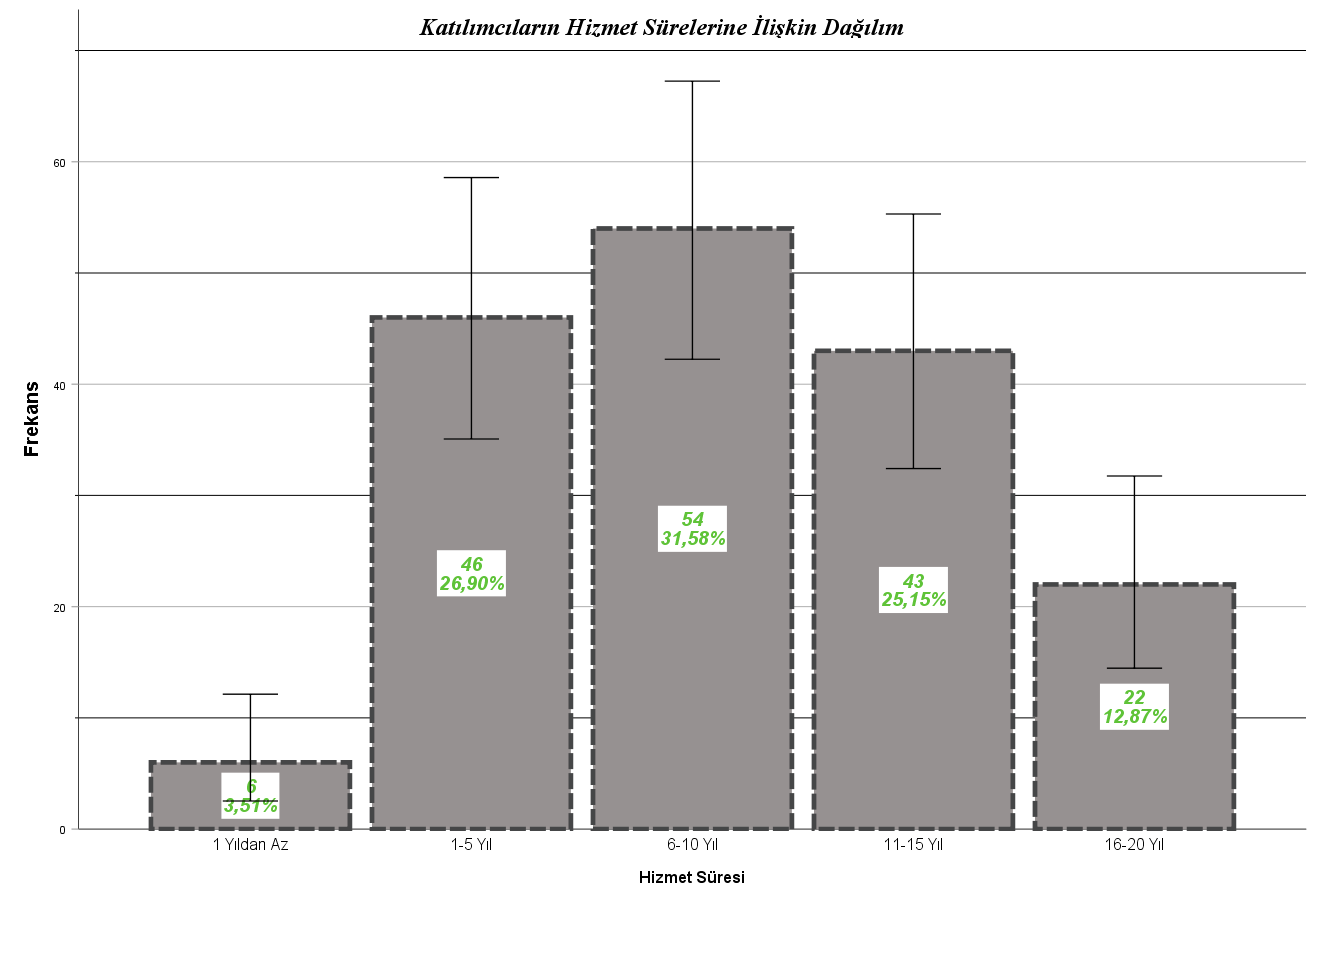 Katılımcıların Hizmet Sürelerine İlişkin Dağılım
60
40
20
0
Frekans
6
3,51%
46
26,90%
54
31,58%
43
25,15%
22
12,87%
1 Yıldan Az
1-5 Yıl
6-10 Yıl
11-15 Yıl
16-20 Yıl
Hizmet Süresi